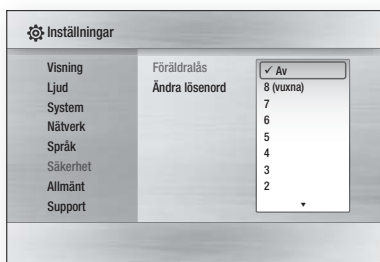 Inställningar
Visning
Ljud
System
Nätverk
Språk
Säkerhet
Allmänt
Support
Föräldralås
Ändra lösenord
✓ Av
8 (vuxna)
7
6
5
4
3
2